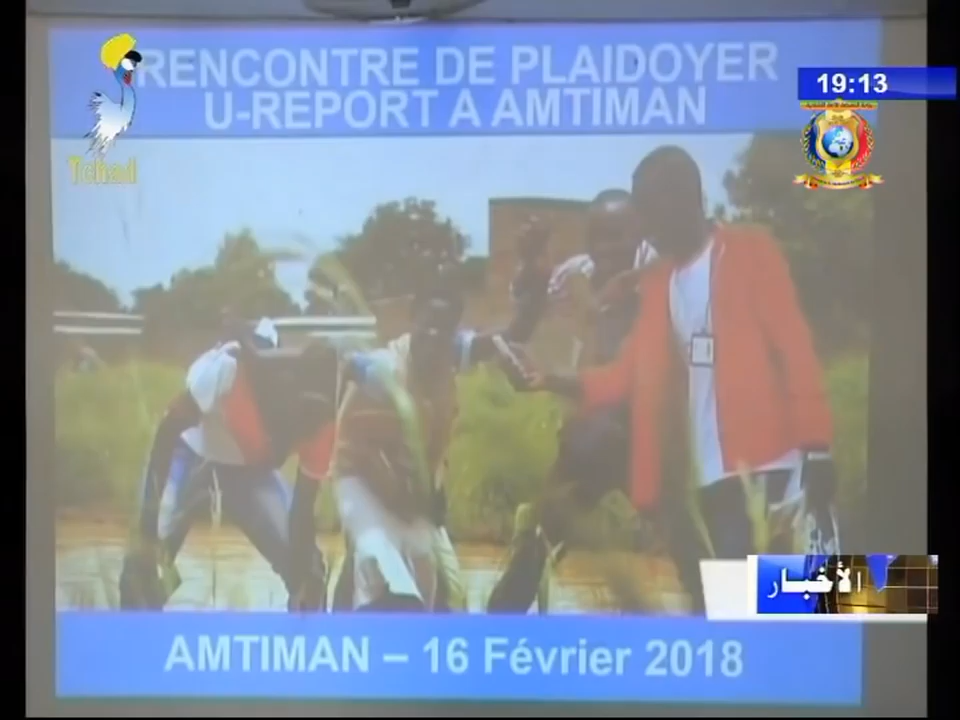 RENCONTRE DE PLAIDOYER
U-REPORT A AMTIMAN
19:13
Tchad
الأخبار
AMTIMAN – 16 Février 2018